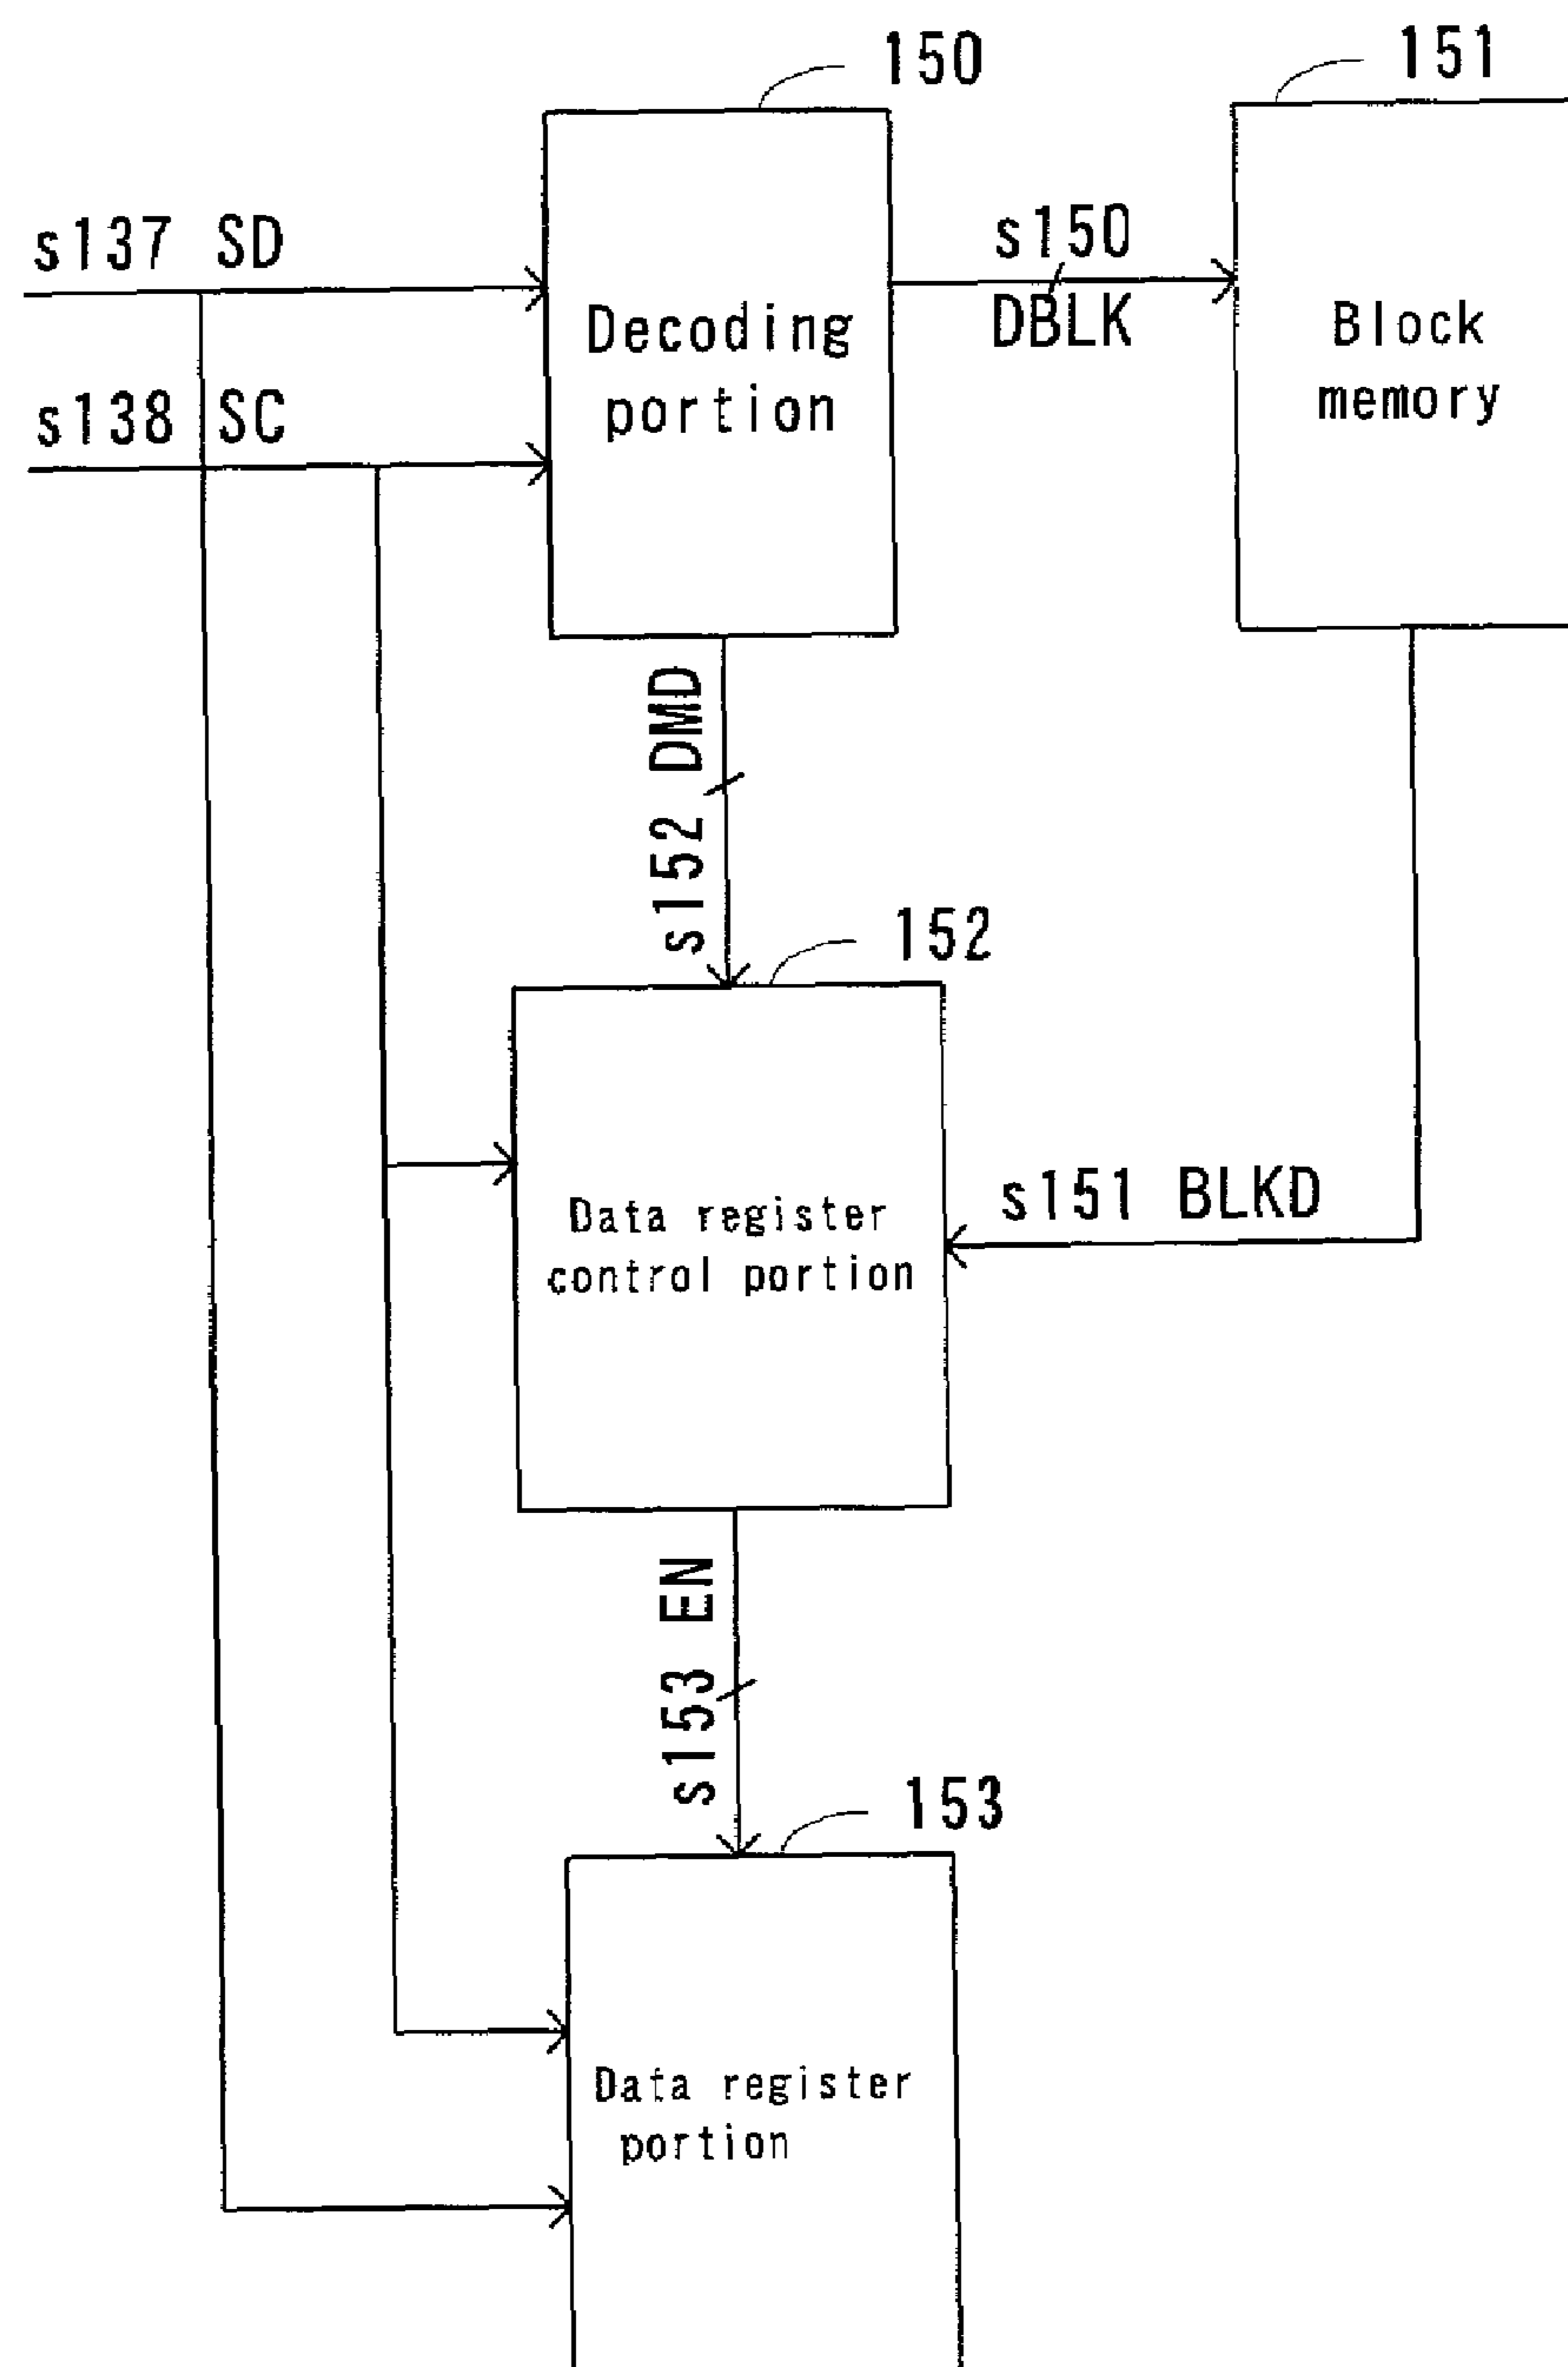 150
151
s137 SD
s150
DBLK
Decoding
portion
Block
memory
s138 SC
s152 DMD
152
Data register
control portion
s151 BLKD
s153 EN
153
Data register
portion